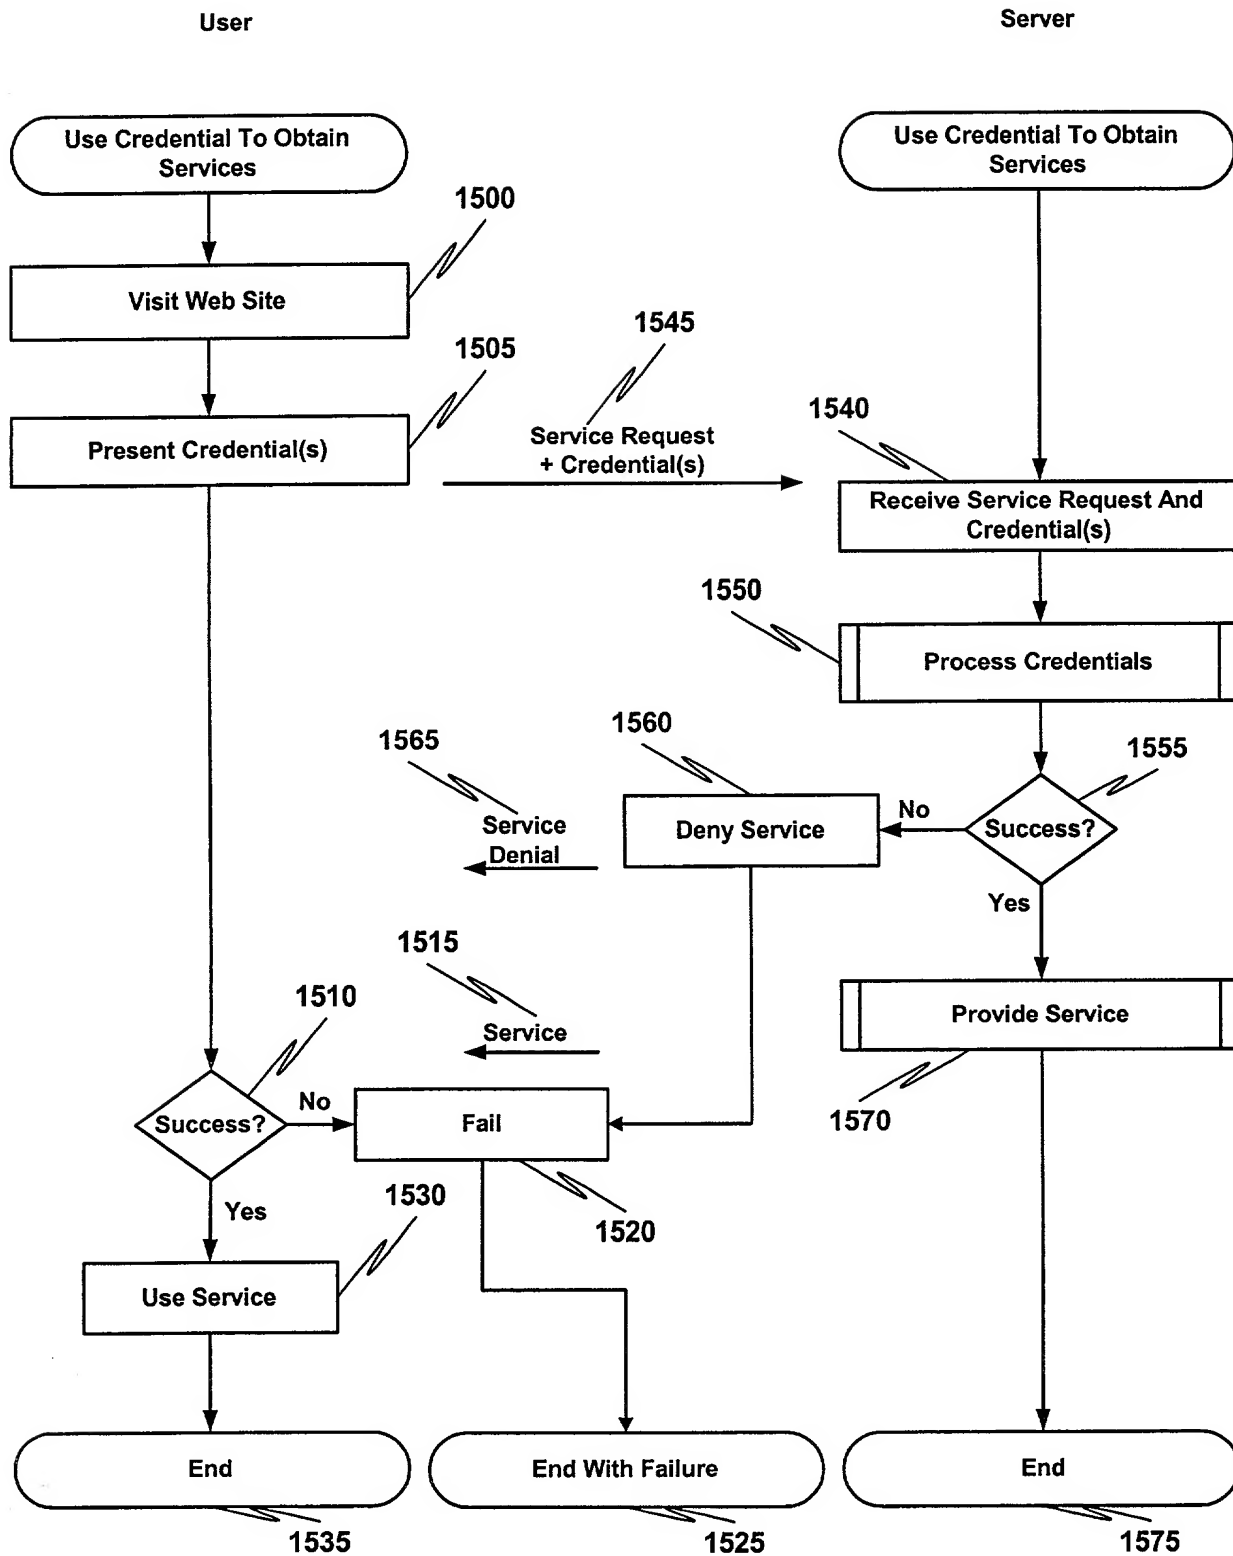 User
Server
Use Credential To Obtain
Services
Use Credential To Obtain
Services
1500
Visit Web Site
1545
1505
1540
Present Credential(s)
Service Request
+ Credential(s)
Receive Service Request And
Credential(s)
1550
Process Credentials
1565
1560
1555
Service
Denial
Deny Service
No
Success?
Yes
1515
1510
Service
Provide Service
1570
Success?
No
Fail
Yes
1530
1520
Use Service
End
End With Failure
End
1535
1525
1575